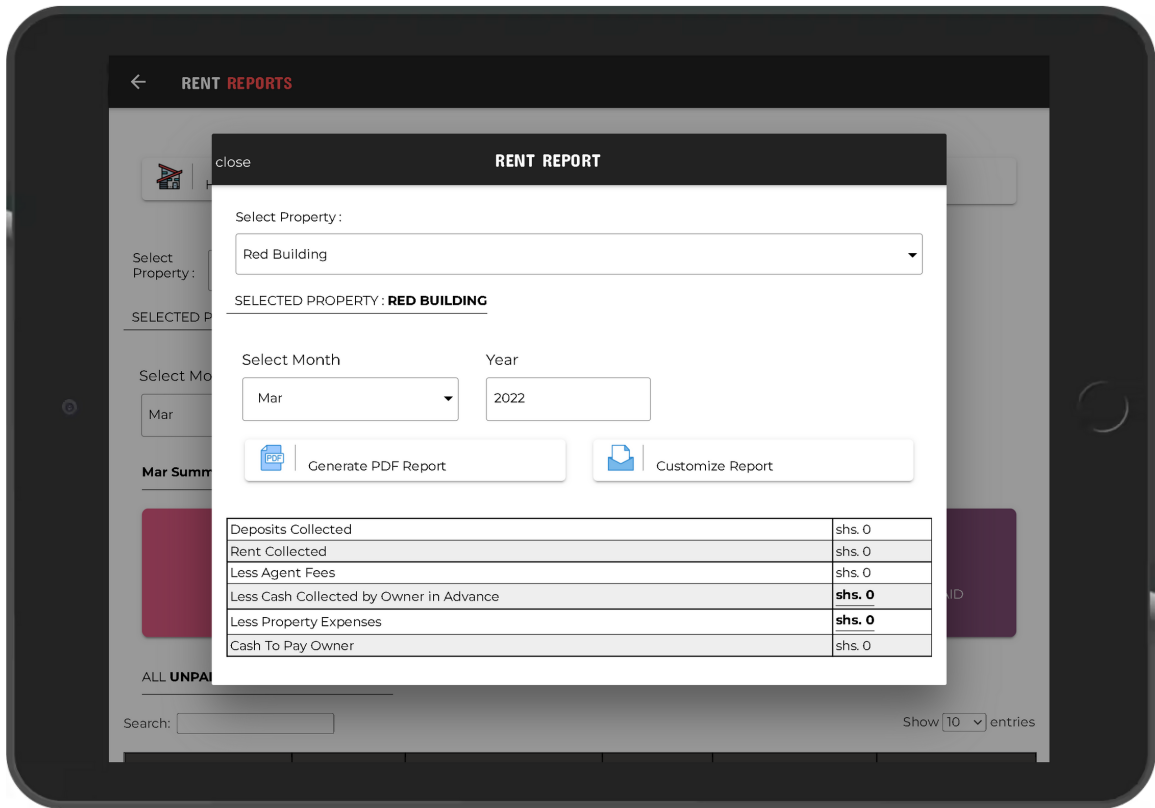 RENT REPORTS
close
RENT REPORT
Select Property :
Red Building
SELECTED PROPERTY : RED BUILDING
Select Month
Year
Mar
2022
PDF
Generate PDF Report
Customize Report
Deposits Collected shs. 0
Rent Collected shs. 0
Less Agent Fees shs. 0
Less Cash Collected by Owner in Advance shs. 0
Less Property Expenses shs. 0
Cash To Pay Owner shs. 0
Select
Property :
SELECTED P
Select Mo
Mar
Mar Summ
ALL UNPAI
Search:
Show 10 entries